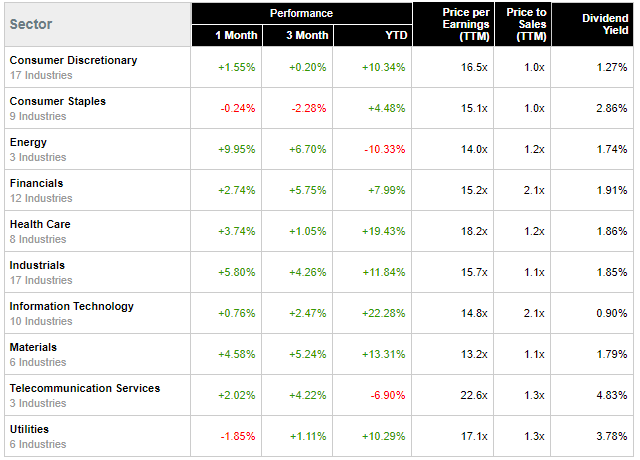 Sector Performance Price per Earnings (TTM) Price to Sales (TTM) Dividend Yield
1 Month 3 Month YTD
Consumer Discretionary +1.55% +0.20% +10.34% 16.5x 1.0x 1.27%
17 Industries
Consumer Staples -0.24% -2.28% +4.48% 15.1x 1.0x 2.86%
9 Industries
Energy +9.95% +6.70% -10.33% 14.0x 1.2x 1.74%
3 Industries
Financials +2.74% +5.75% +7.99% 15.2x 2.1x 1.91%
12 Industries
Health Care +3.74% +1.05% +19.43% 18.2x 1.2x 1.86%
8 Industries
Industrials +5.80% +4.26% +11.84% 15.7x 1.1x 1.85%
17 Industries
Information Technology +0.76% +2.47% +22.28% 14.8x 2.1x 0.90%
10 Industries
Materials +4.58% +5.24% +13.31% 13.2x 1.1x 1.79%
6 Industries
Telecommunication Services +2.02% +4.22% -6.90% 22.6x 1.3x 4.83%
3 Industries
Utilities -1.85% +1.11% +10.29% 17.1x 1.3x 3.78%
6 Industries